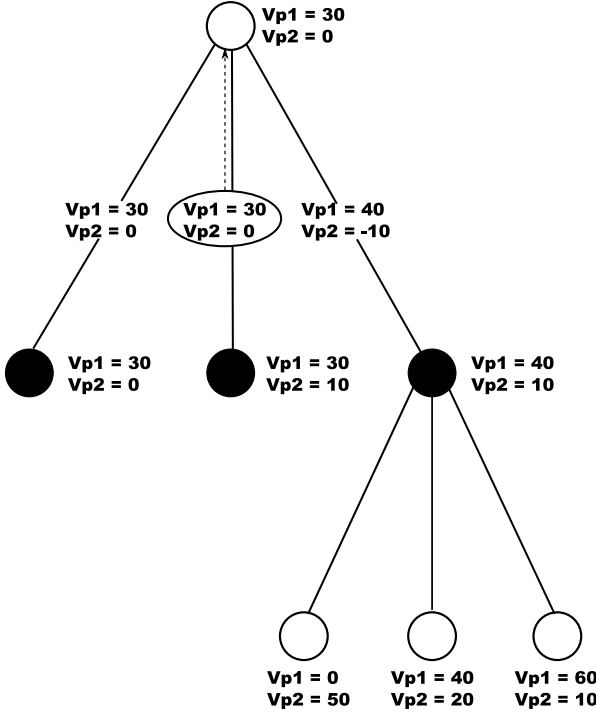 Vp1 = 30
Vp2 = 0
Vp1 = 30
Vp2 = 0
Vp1 = 30
Vp2 = 0
Vp1 = 40
Vp2 = -10
Vp1 = 30
Vp2 = 0
Vp1 = 30
Vp2 = 10
Vp1 = 40
Vp2 = 10
Vp1 = 0
Vp2 = 50
Vp1 = 40
Vp2 = 20
Vp1 = 60
Vp2 = 10